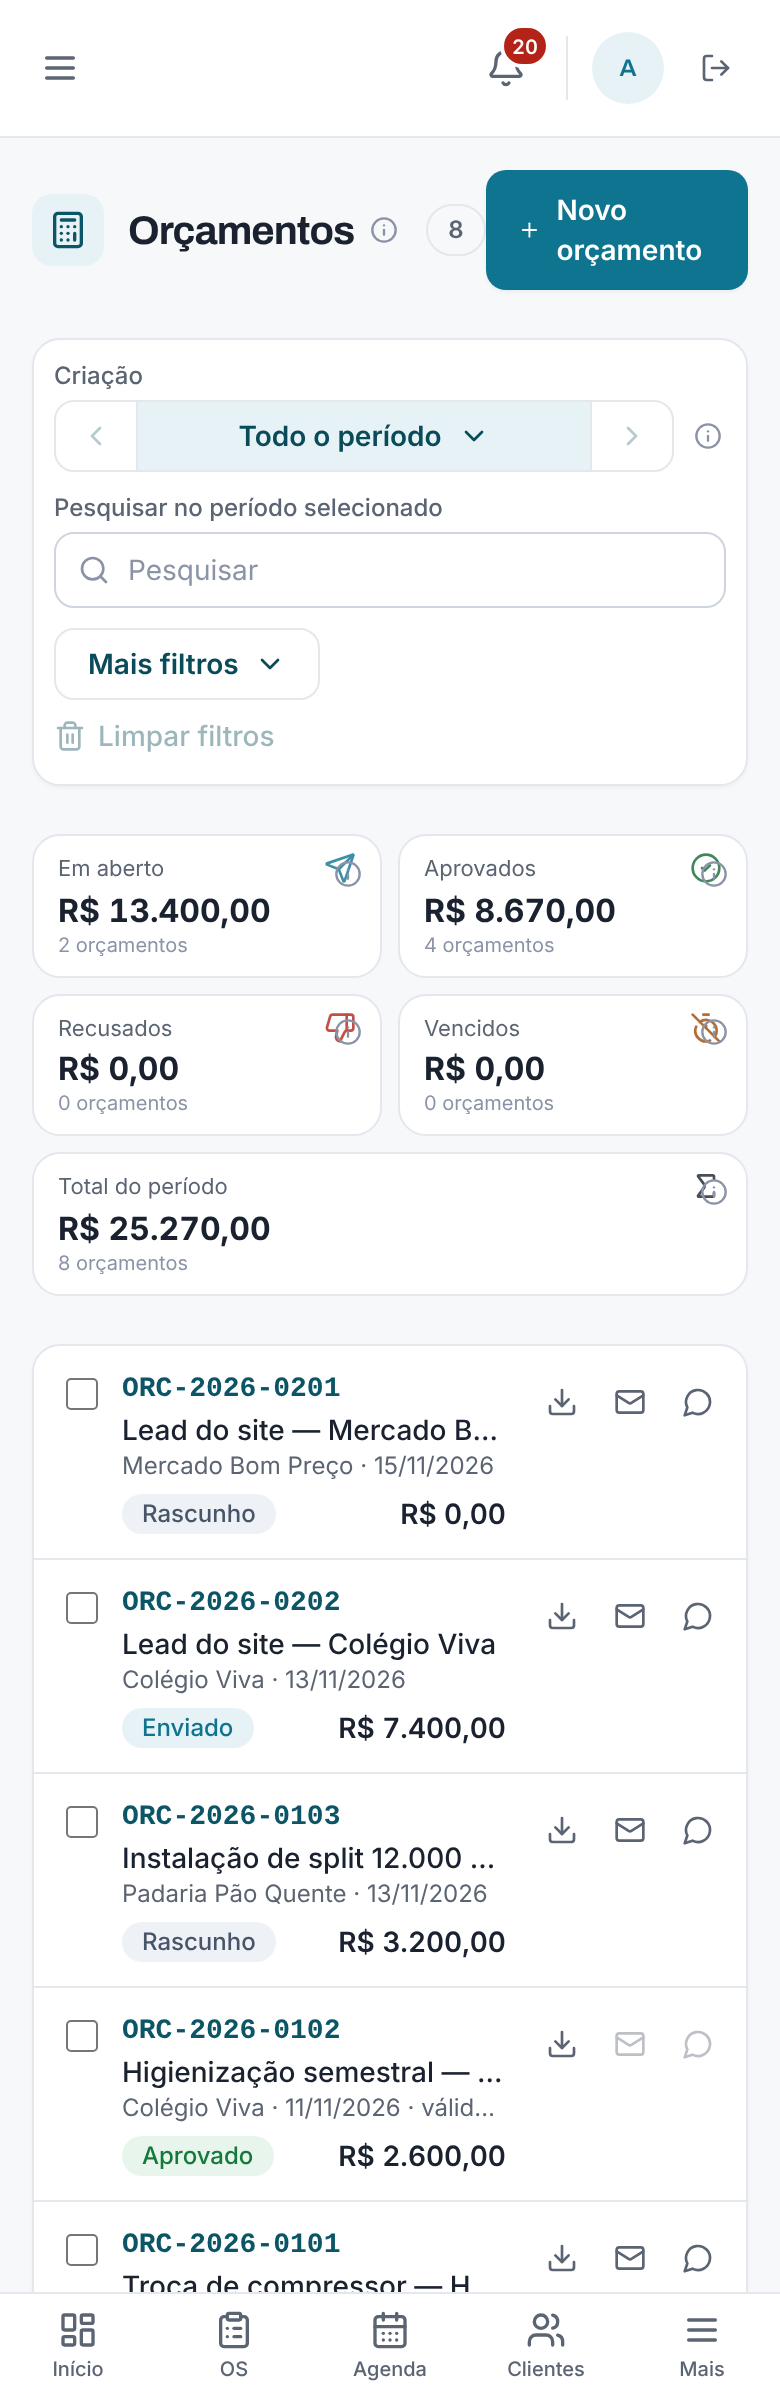 20
A
Orçamentos
8
+ Novo
orçamento
Criação
Todo o período
Pesquisar no período selecionado
Pesquisar
Mais filtros
Limpar filtros
Em aberto
R$ 13.400,00
2 orçamentos
Aprovados
R$ 8.670,00
4 orçamentos
Recusados
R$ 0,00
0 orçamentos
Vencidos
R$ 0,00
0 orçamentos
Total do período
R$ 25.270,00
8 orçamentos
ORC-2026-0201
Lead do site — Mercado B...
Mercado Bom Preço · 15/11/2026
Rascunho R$ 0,00
ORC-2026-0202
Lead do site — Colégio Viva
Colégio Viva · 13/11/2026
Enviado R$ 7.400,00
ORC-2026-0103
Instalação de split 12.000 ...
Padaria Pão Quente · 13/11/2026
Rascunho R$ 3.200,00
ORC-2026-0102
Higienização semestral — ...
Colégio Viva · 11/11/2026 · válid...
Aprovado R$ 2.600,00
ORC-2026-0101
Troca de compressor — H
Início
OS
Agenda
Clientes
Mais